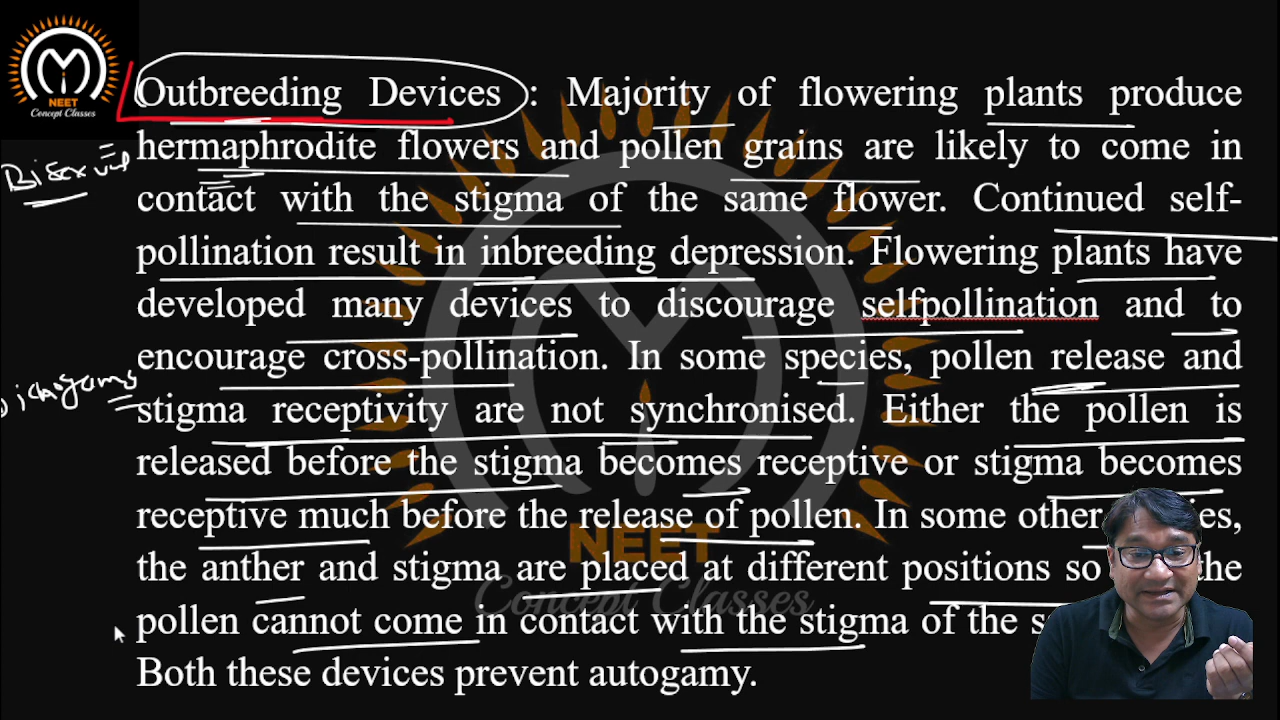 NEET
Concept Classes
Outbreeding Devices : Majority of flowering plants produce
hermaphrodite flowers and pollen grains are likely to come in
contact with the stigma of the same flower. Continued self-
pollination result in inbreeding depression. Flowering plants have
developed many devices to discourage selfpollination and to
encourage cross-pollination. In some species, pollen release and
stigma receptivity are not synchronised. Either the pollen is
released before the stigma becomes receptive or stigma becomes
receptive much before the release of pollen. In some other
the anther and stigma are placed at different positions so
pollen cannot come in contact with the stigma of the
Both these devices prevent autogamy.
NEET
Concept Classes